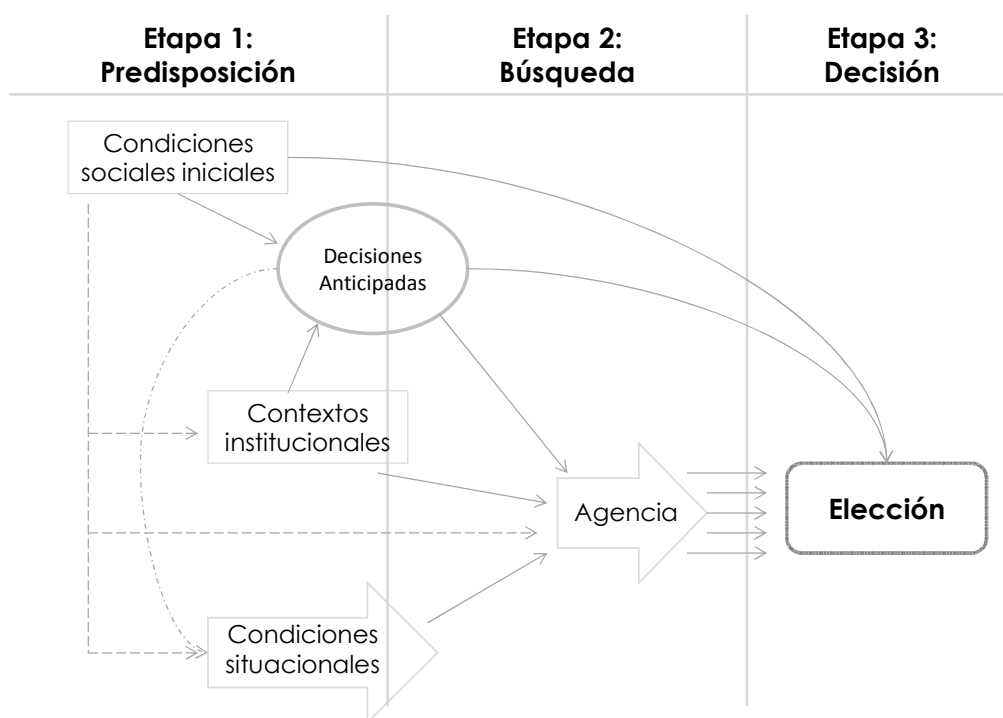 Etapa 1:
Predisposición
Etapa 2:
Búsqueda
Etapa 3:
Decisión
Condiciones
sociales iniciales
Decisiones
Anticipadas
Contextos
institucionales
Agencia
Elección
Condiciones
situacionales